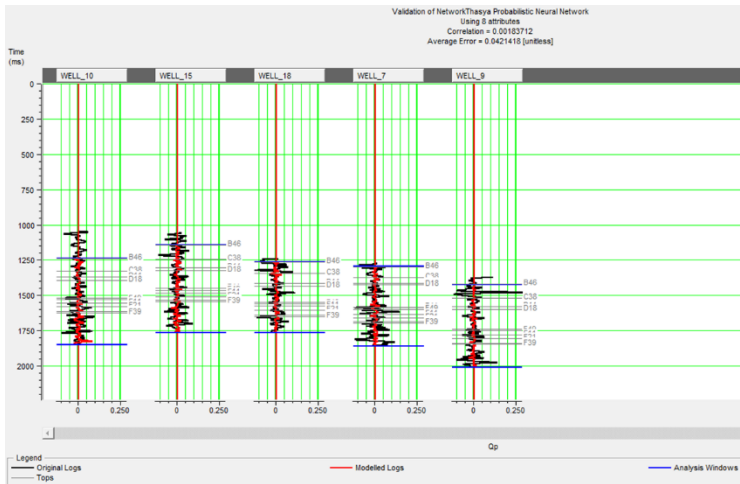 Validation of NetworkThasya Probabilistic Neural Network
Using 8 attributes
Correlation = 0.00183712
Average Error = 0.0421418 [unitless]
Time
(ms)
WELL_10 WELL_15 WELL_18 WELL_7 WELL_9
0
250
500
750
1000
1250
1500
1750
2000
B46 C38 D18 F39
B46 C38 D18 F39
B46 C38 D18 F39
B46 C38 D18 F39
B46 C38 D18 F39
0 0.250 0 0.250 0 0.250 0 0.250 0 0.250
Qp
Legend
Original Logs Modelled Logs Analysis Windows
Tops